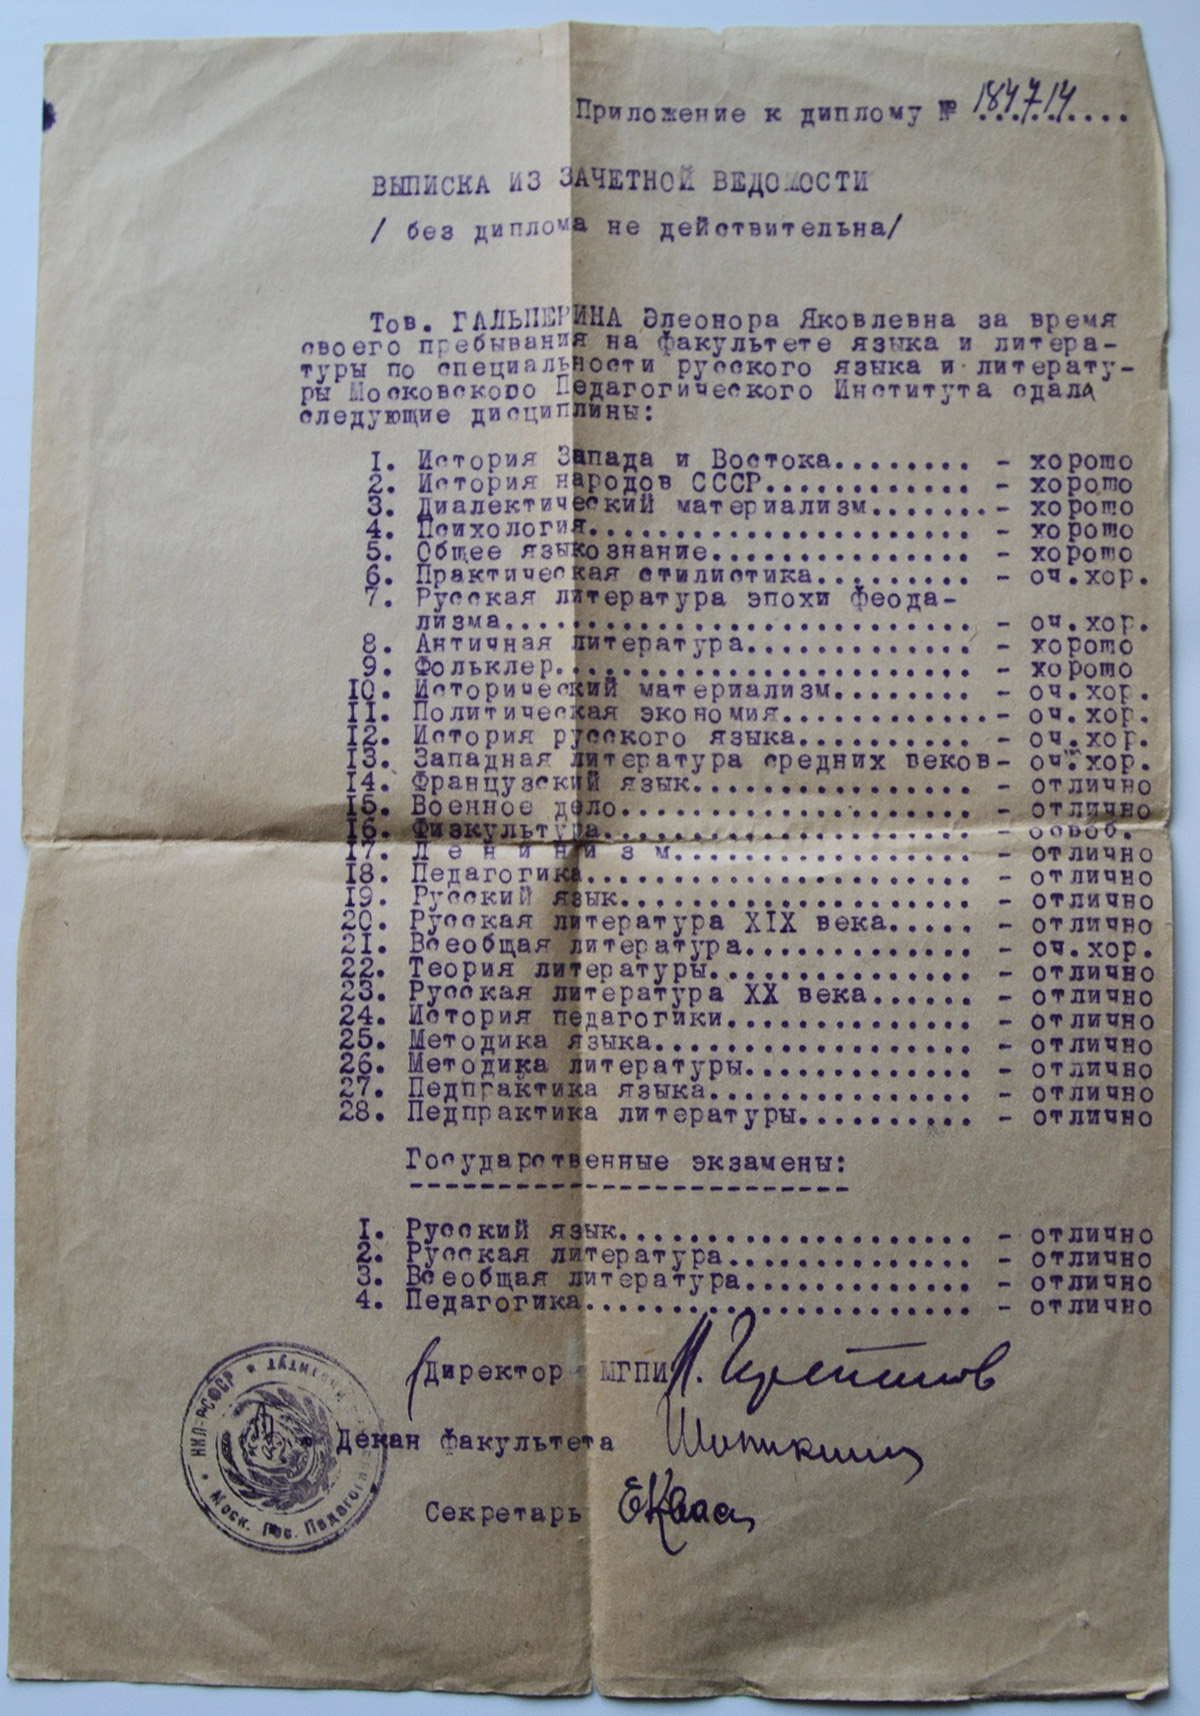 Приложение к диплому № 184714
ВЫПИСКА ИЗ ЗАЧЕТНОЙ ВЕДОМОСТИ
/ без диплома не действительна/
Тов. ГАЛЬПЕРИНА Элеонора Яковлевна за время
своего пребывания на факультете языка и литера-
туры по специальности русского языка и литерату-
ры Московского Педагогического Института сдала
следующие дисциплины:
1. История Запада и Востока........ - хорошо
2. История народов СССР............ - хорошо
3. Диалектический материализм.......- хорошо
4. Психология...................... - хорошо
5. Общее языкознание............... - хорошо
6. Практическая стилистика......... - оч.хор.
7. Русская литература эпохи феода-
лизма.......................... - оч.хор.
8. Античная литература............. - хорошо
9. Фольклер........................ - хорошо
10. Исторический материализм........ - оч.хор.
11. Политическая экономия............- оч.хор.
12. История русского языка.......... - оч.хор.
13. Западная литература средних веков- оч.хор.
14. Французский язык................ - отлично
15. Военное дело.................... - отлично
16. Физкультура..................... - освоб.
17. Л е н и н и з м................. - отлично
18. Педагогика...................... - отлично
19. Русский язык.................... - отлично
20. Русская литература XIX века..... - отлично
21. Всеобщая литература............. - оч.хор.
22. Теория литературы............... - отлично
23. Русская литература XX века...... - отлично
24. История педагогики.............. - отлично
25. Методика языка.................. - отлично
26. Методика литературы............. - отлично
27. Педпрактика языка............... - отлично
28. Педпрактика литературы.......... - отлично
Государственные экзамены:
-------------------------
1. Русский язык.................... - отлично
2. Русская литература.............. - отлично
3. Всеобщая литература............. - отлично
4. Педагогика...................... - отлично
Директор МГПИ
Декан факультета
Секретарь
НКП-РСФСР Моск. Гос. Педагогич. институт